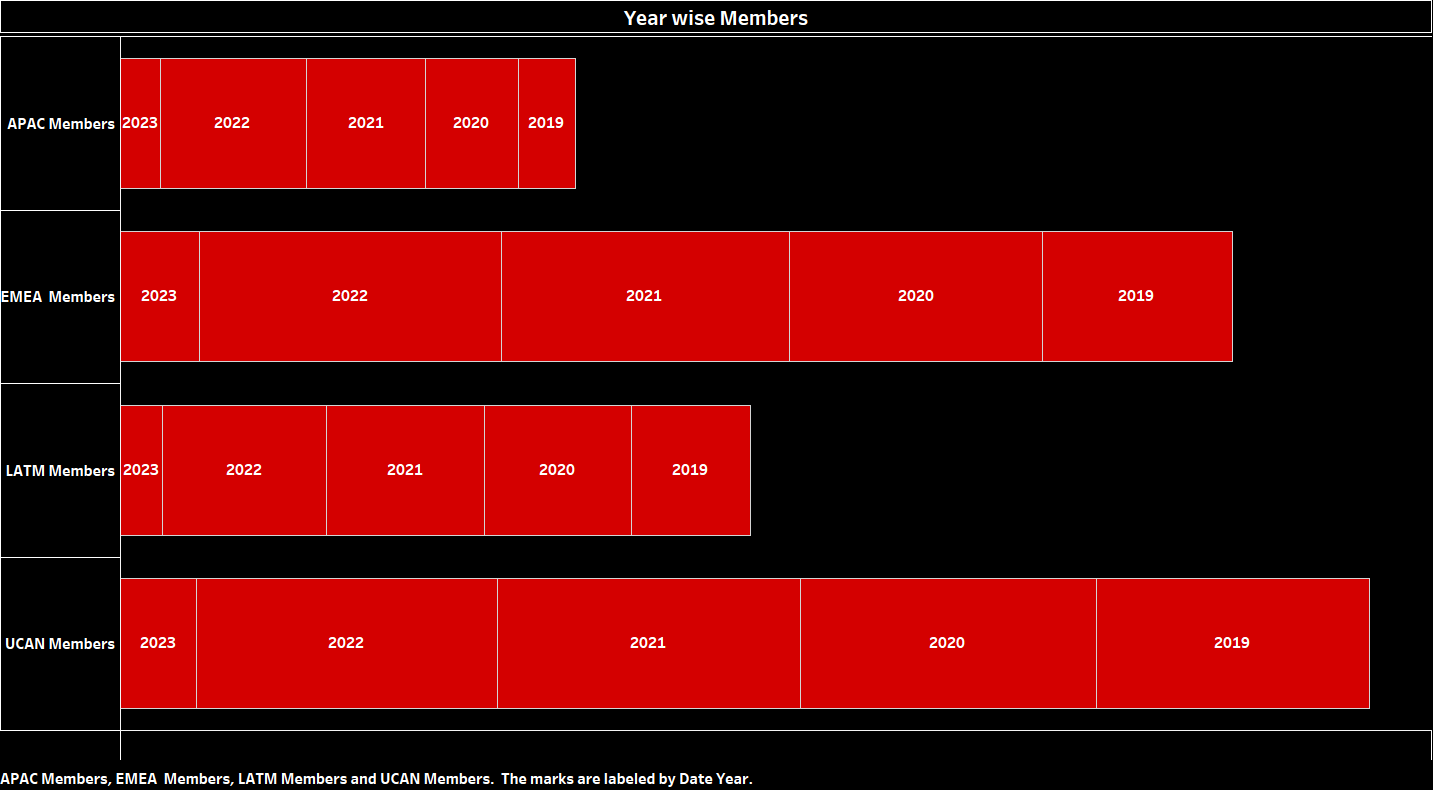 Year wise Members
APAC Members
2023 2022 2021 2020 2019
EMEA  Members
2023 2022 2021 2020 2019
LATM Members
2023 2022 2021 2020 2019
UCAN Members
2023 2022 2021 2020 2019
APAC Members, EMEA  Members, LATM Members and UCAN Members.  The marks are labeled by Date Year.